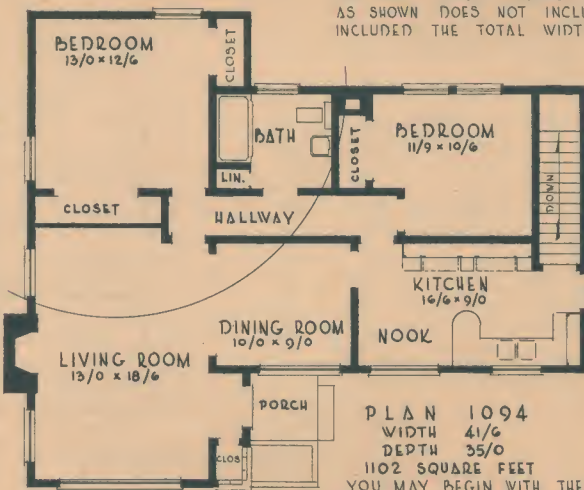 AS SHOWN DOES NOT INCLU
INCLUDED THE TOTAL WIDT
BEDROOM
13/0 x 12/6
CLOSET
BATH
LIN.
CLOSET
BEDROOM
11/9 x 10/6
DOWN
CLOSET
HALLWAY
KITCHEN
16/6 x 9/0
NOOK
DINING ROOM
10/0 x 9/0
LIVING ROOM
13/0 x 18/6
PORCH
CLOS
PLAN 1094
WIDTH 41/6
DEPTH 35/0
1102 SQUARE FEET
YOU MAY BEGIN WITH THE